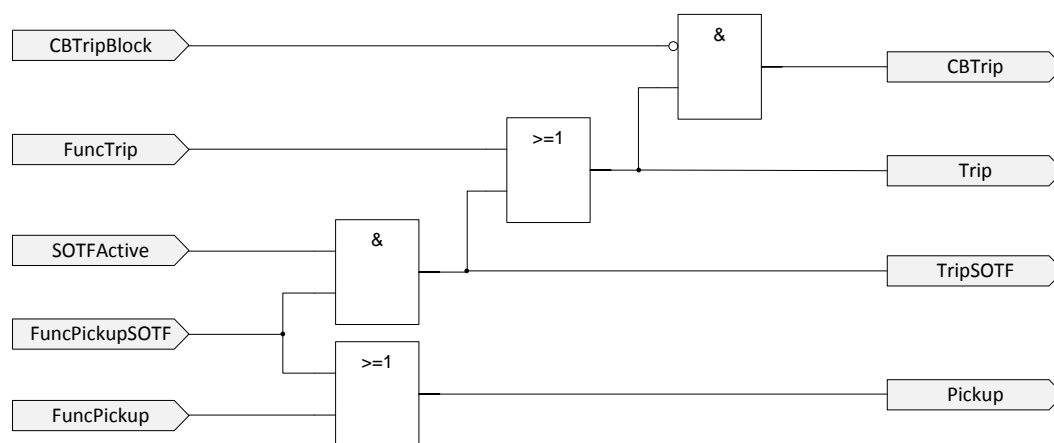 CBTripBlock
&
CBTrip
FuncTrip
>=1
Trip
SOTFActive
&
TripSOTF
FuncPickupSOTF
>=1
FuncPickup
Pickup